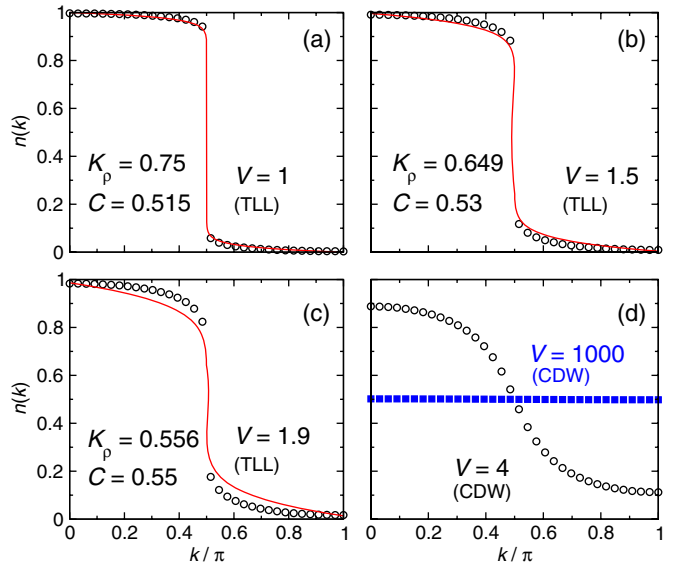 (a)
n(k)
1
0.8
0.6
0.4
0.2
0
Kρ = 0.75
C = 0.515
V = 1
(TLL)
(b)
Kρ = 0.649
C = 0.53
V = 1.5
(TLL)
(c)
n(k)
1
0.8
0.6
0.4
0.2
0
Kρ = 0.556
C = 0.55
V = 1.9
(TLL)
0 0.2 0.4 0.6 0.8 1
k / π
(d)
V = 1000
(CDW)
V = 4
(CDW)
0 0.2 0.4 0.6 0.8 1
k / π